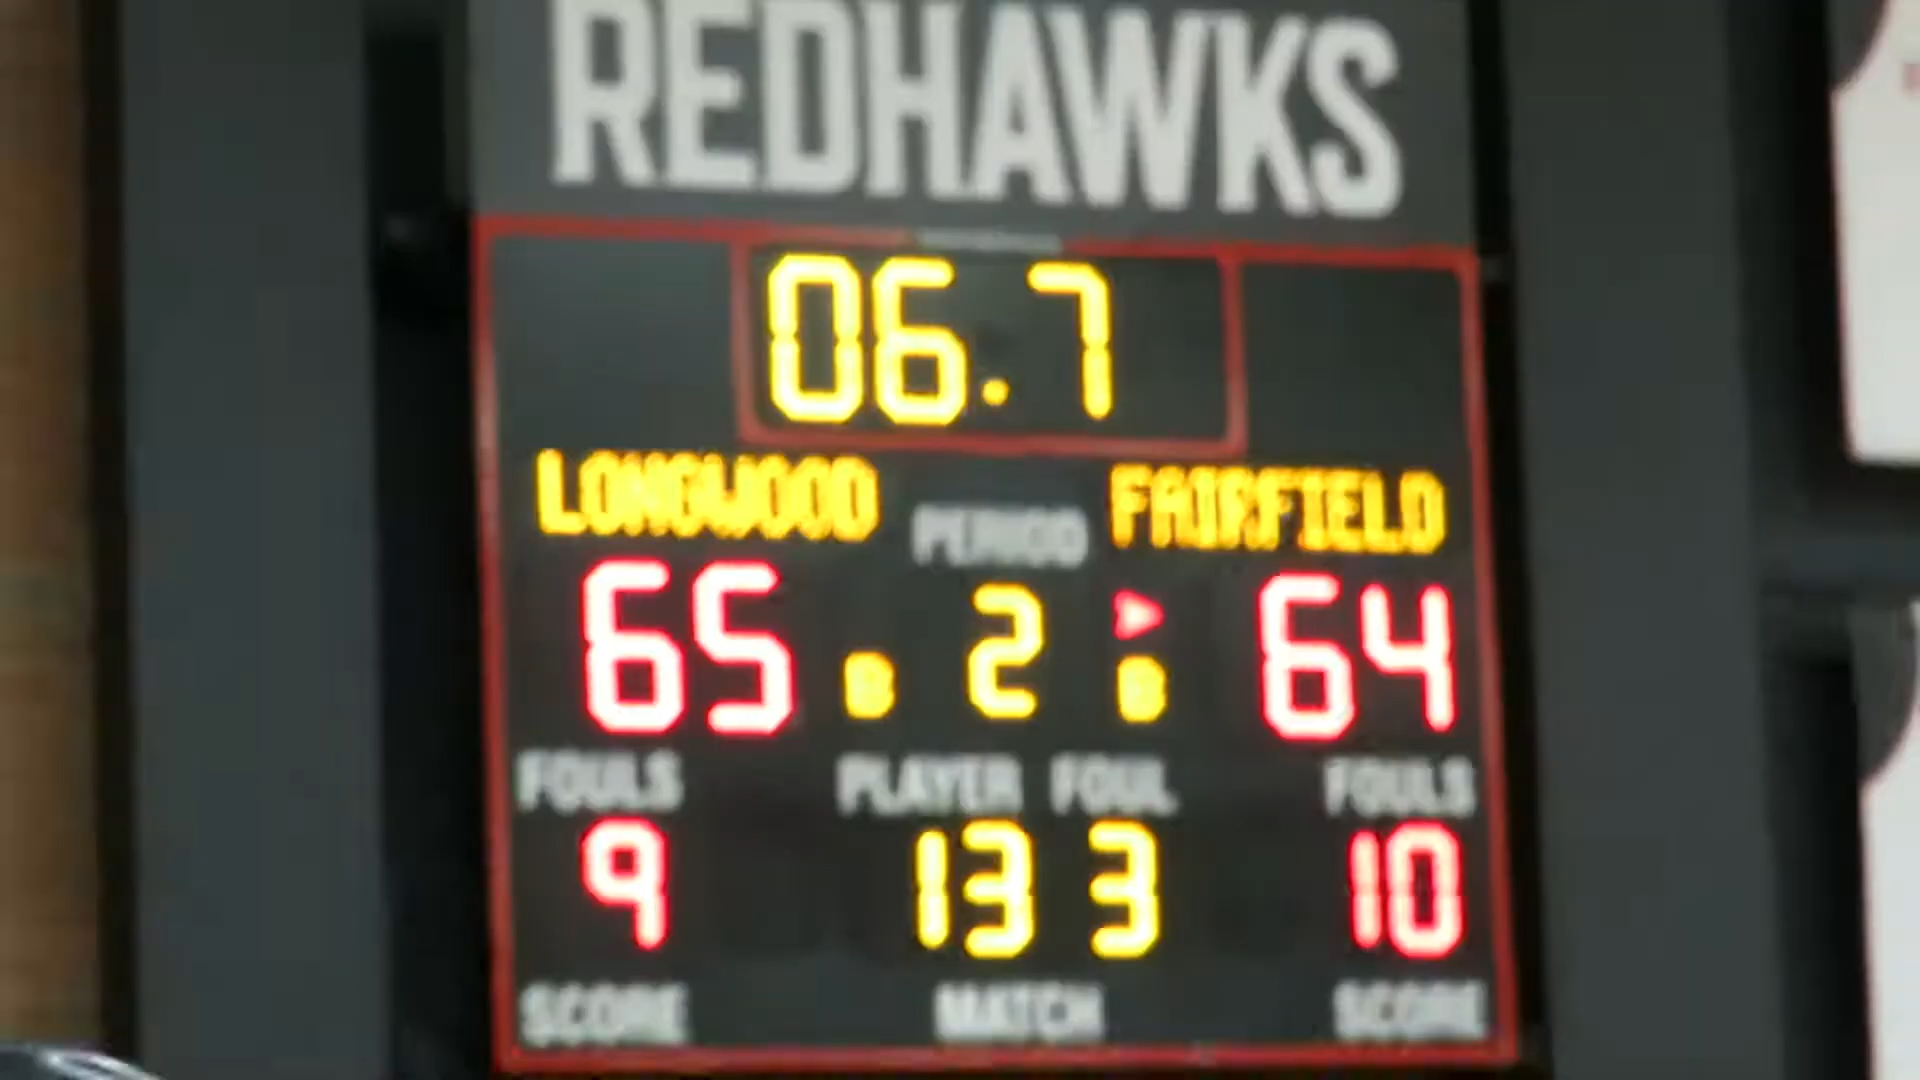 REDHAWKS
06.7
LONGWOOD PERIOD FAIRFIELD
65 B 2 B 64
FOULS PLAYER FOUL FOULS
9 13 3 10
SCORE MATCH SCORE